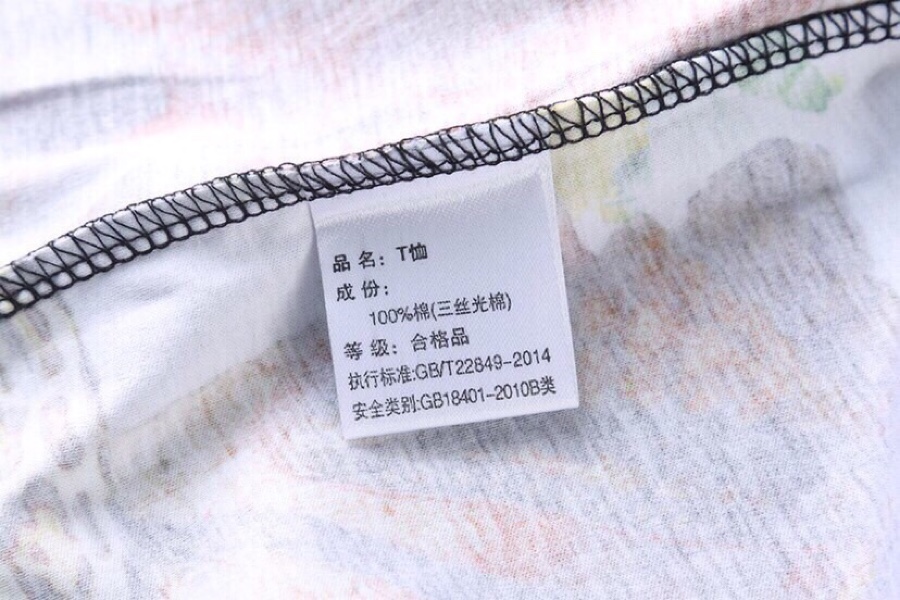 品名：T恤
成份：
100%棉(三丝光棉)
等级：合格品
执行标准:GB/T22849-2014
安全类别:GB18401-2010B类